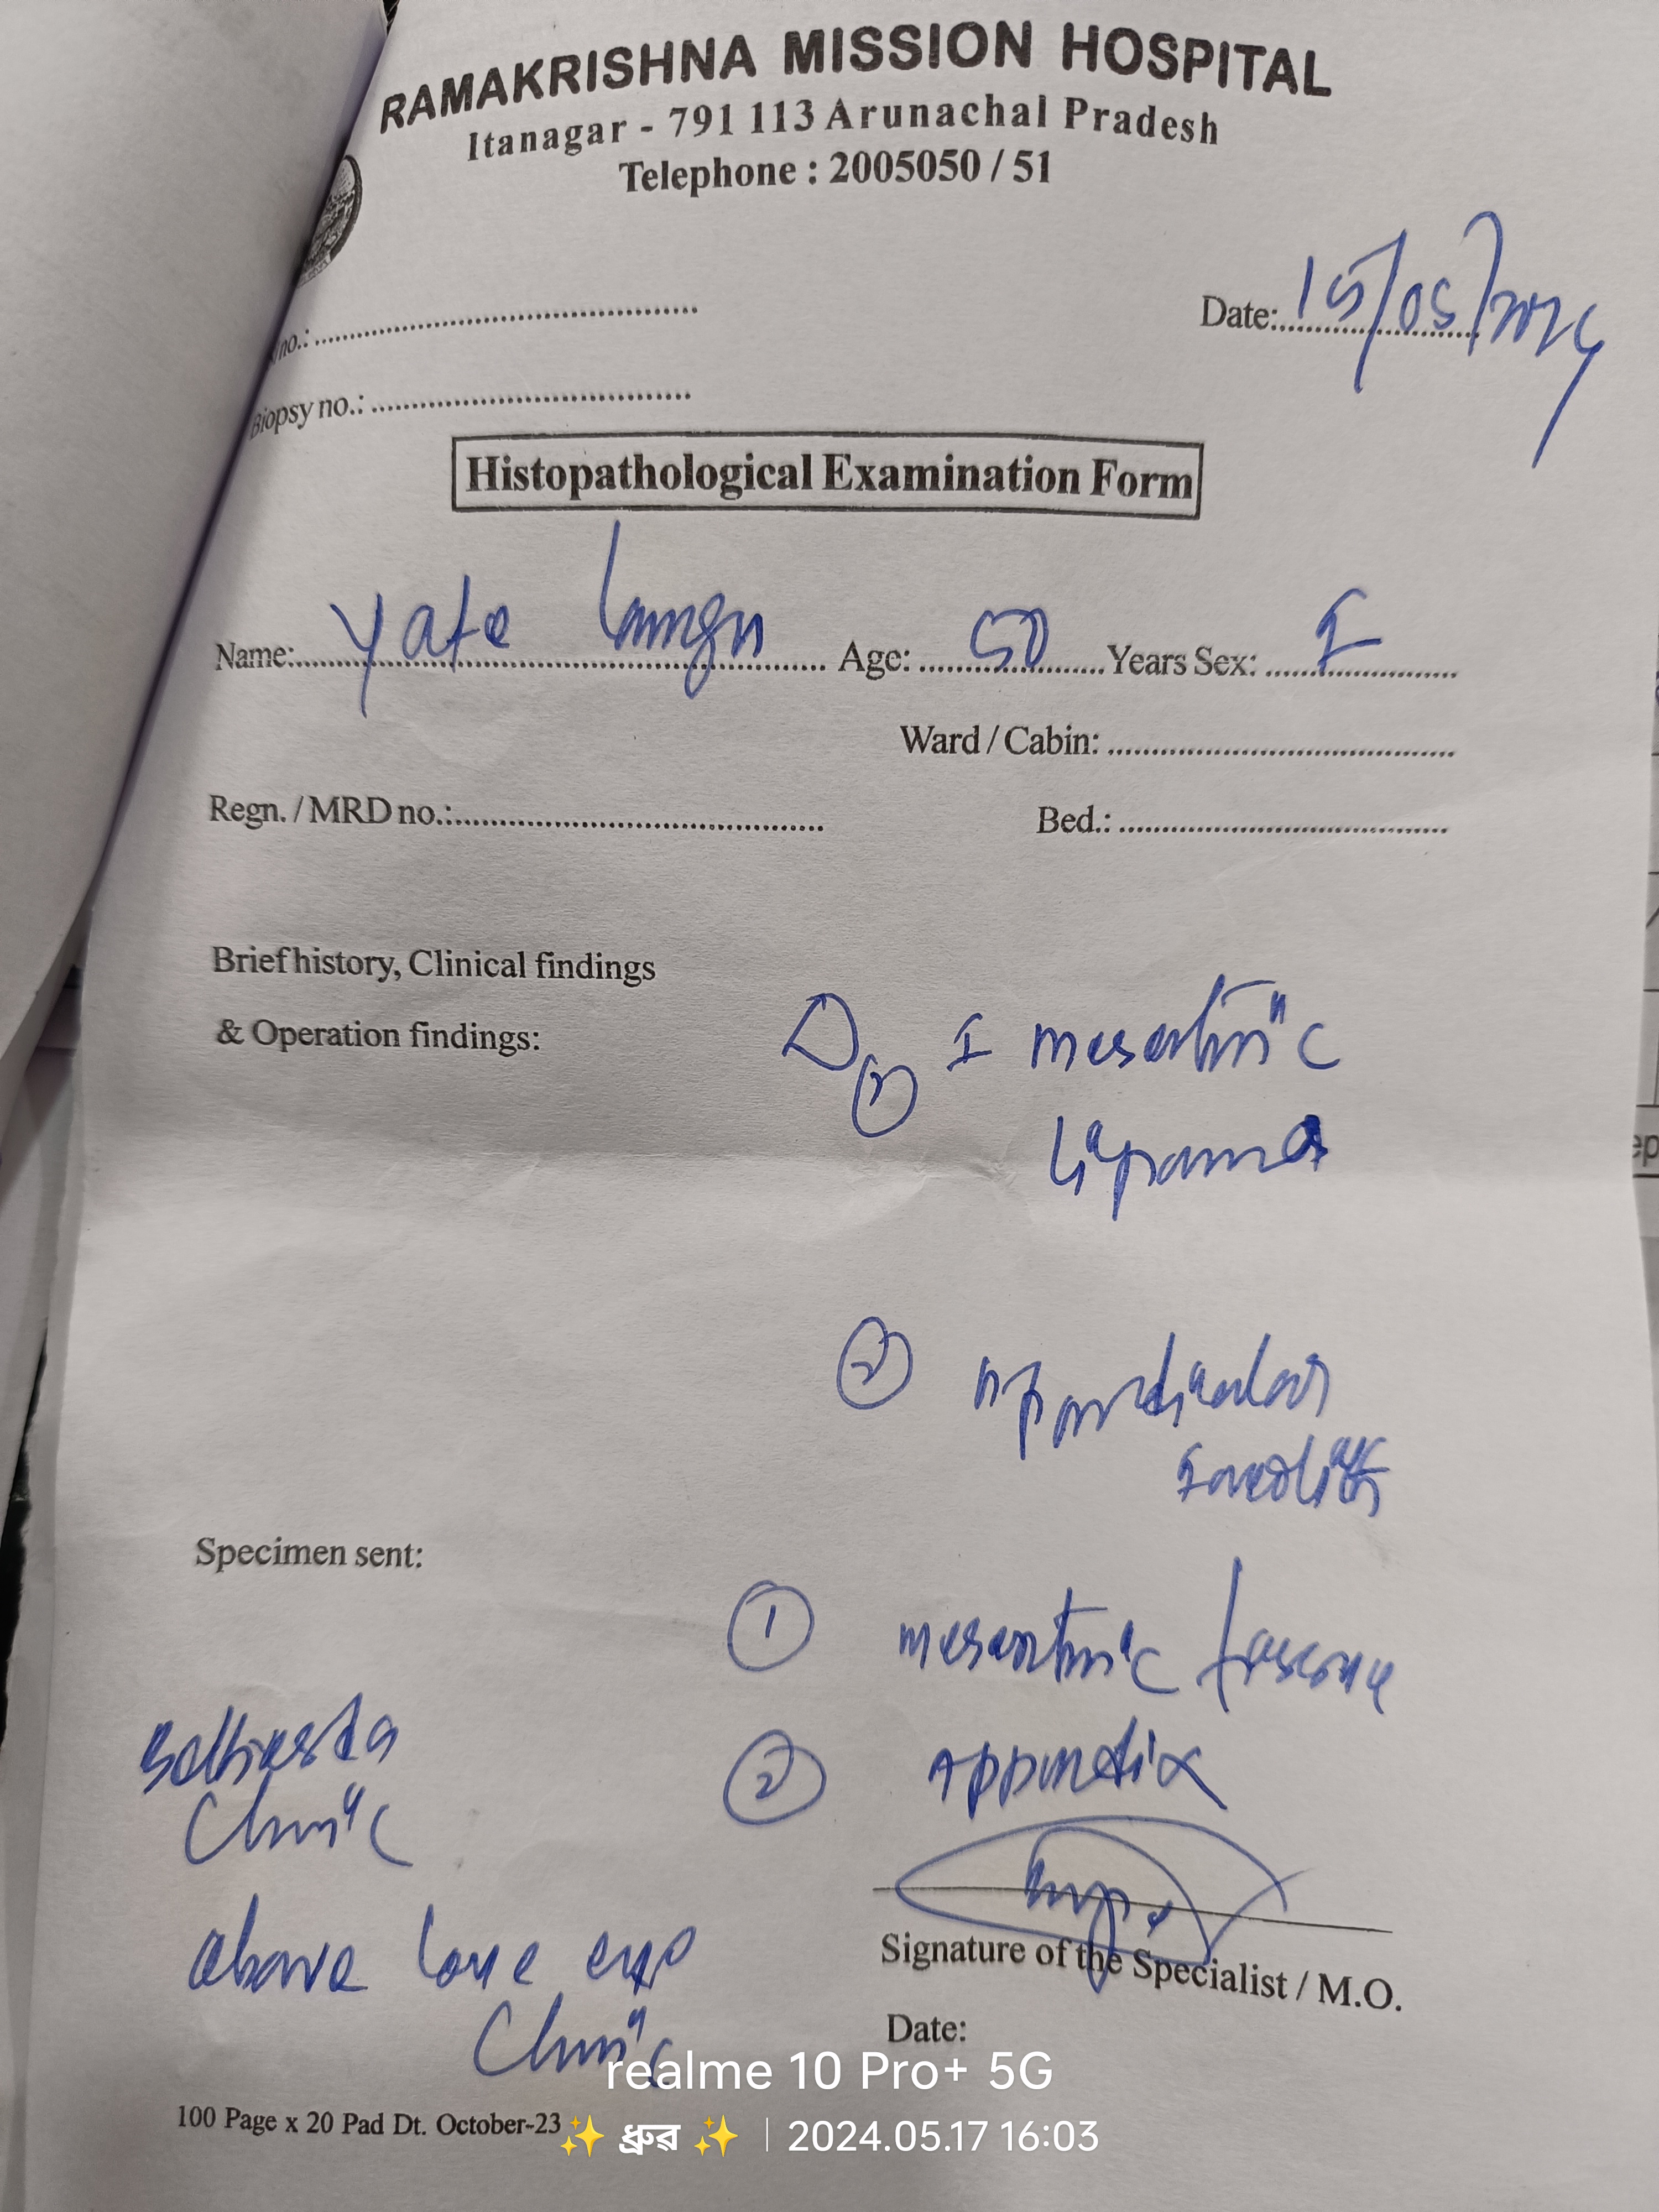 RAMAKRISHNA MISSION HOSPITAL
Itanagar - 791 113 Arunachal Pradesh
Telephone : 2005050 / 51
no.:
Date: 15/05/2024
Biopsy no.:
Histopathological Examination Form
Name: Age: 50 Years Sex: F
Ward / Cabin:
Regn. / MRD no.:
Bed.:
Brief history, Clinical findings
& Operation findings:
① mesenteric
lipoma
② appendicular
Specimen sent:
① mesenteric
② Appendix
Clinic
above eye
Clinic
Signature of the Specialist / M.O.
Date:
realme 10 Pro+ 5G
100 Page x 20 Pad Dt. October-23
✨ ধ্রুৱ ✨ | 2024.05.17 16:03